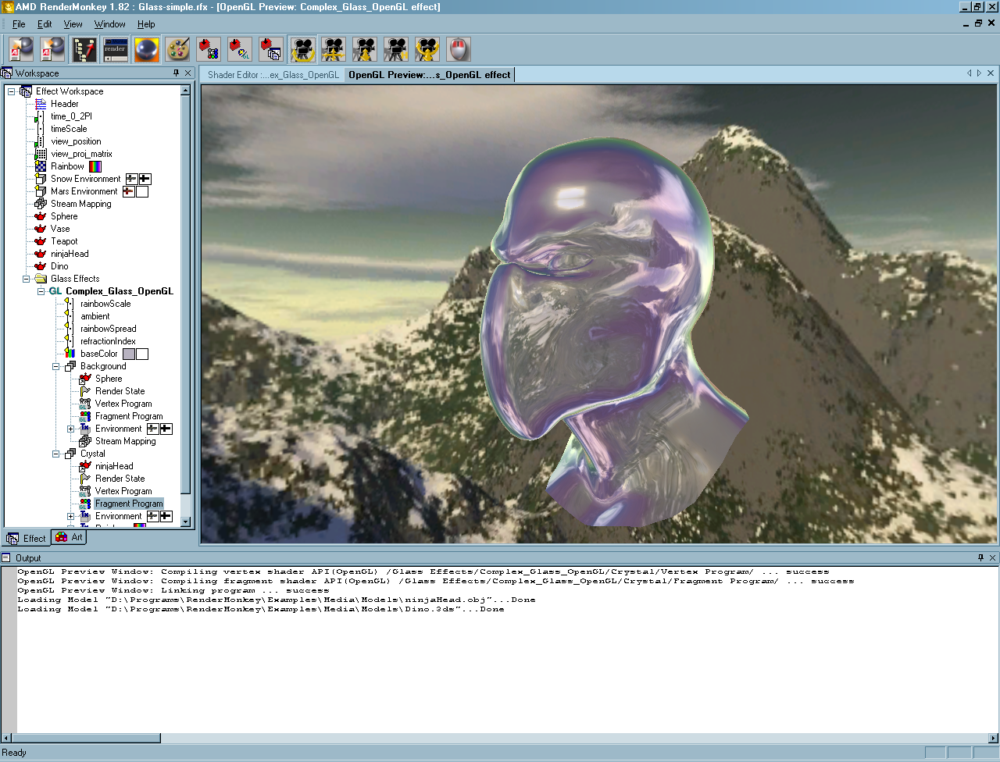 AMD RenderMonkey 1.82 : Glass-simple.rfx - [OpenGL Preview: Complex_Glass_OpenGL effect]
File Edit View Window Help
render
GL
Workspace
Shader Editor :...ex_Glass_OpenGL
OpenGL Preview:...s_OpenGL effect
Effect Workspace
Header
time_0_2PI
timeScale
view_position
view_proj_matrix
Rainbow
Snow Environment
Mars Environment
Stream Mapping
Sphere
Vase
Teapot
ninjaHead
Dino
Glass Effects
GL Complex_Glass_OpenGL
rainbowScale
ambient
rainbowSpread
refractionIndex
baseColor
Background
Sphere
Render State
Vertex Program
Fragment Program
Environment
Stream Mapping
Crystal
ninjaHead
Render State
Vertex Program
Fragment Program
Environment
Effect Art
Output
OpenGL Preview Window: Compiling vertex shader API(OpenGL) /Glass Effects/Complex_Glass_OpenGL/Crystal/Vertex Program/ ... success
OpenGL Preview Window: Compiling fragment shader API(OpenGL) /Glass Effects/Complex_Glass_OpenGL/Crystal/Fragment Program/ ... success
OpenGL Preview Window: Linking program ... success
Loading Model "D:\Programs\RenderMonkey\Examples\Media\Models\ninjaHead.obj"...Done
Loading Model "D:\Programs\RenderMonkey\Examples\Media\Models\Dino.3ds"...Done
Ready